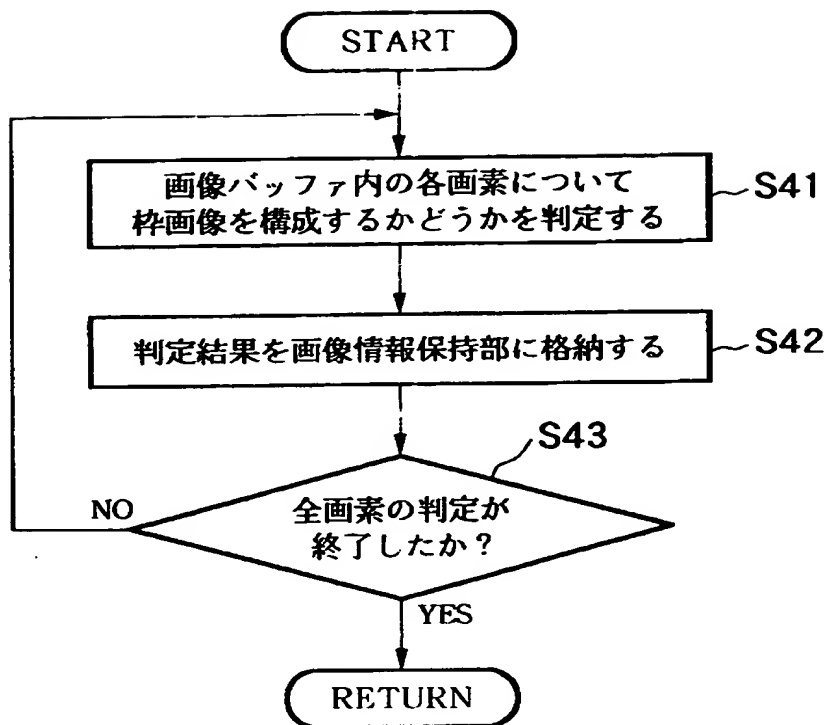 START
画像バッファ内の各画素について
枠画像を構成するかどうかを判定する
S41
判定結果を画像情報保持部に格納する
S42
S43
全画素の判定が
終了したか？
NO
YES
RETURN